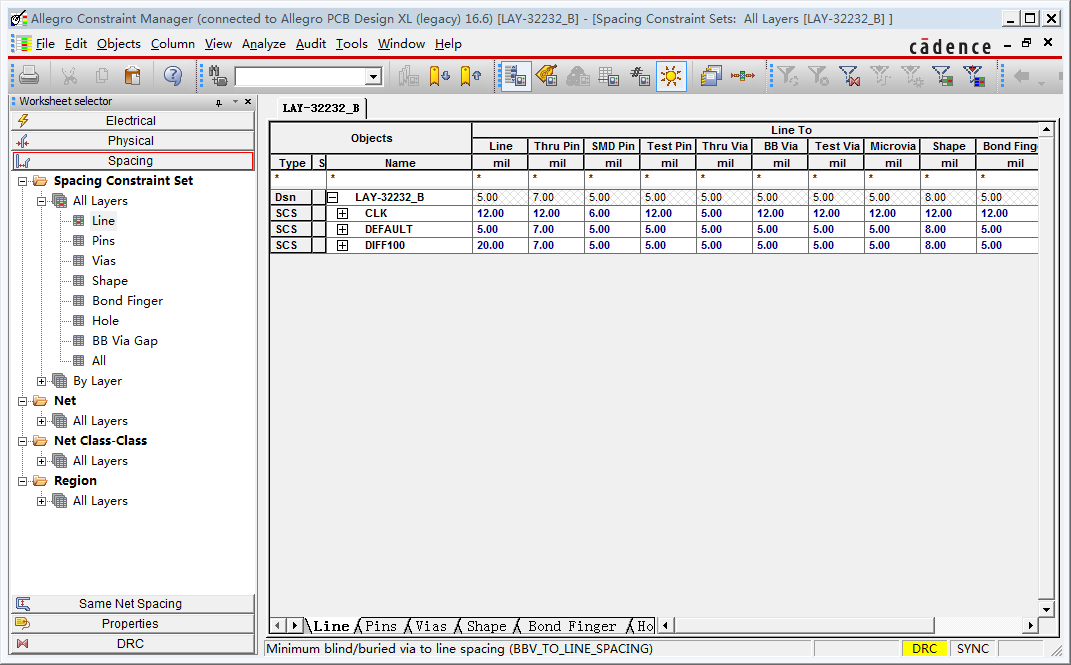 Allegro Constraint Manager (connected to Allegro PCB Design XL (legacy) 16.6) [LAY-32232_B] - [Spacing Constraint Sets:  All Layers [LAY-32232_B] ]
File Edit Objects Column View Analyze Audit Tools Window Help
cādence
Worksheet selector
Electrical
Physical
Spacing
Spacing Constraint Set
All Layers
Line
Pins
Vias
Shape
Bond Finger
Hole
BB Via Gap
All
By Layer
Net
All Layers
Net Class-Class
All Layers
Region
All Layers
Same Net Spacing
Properties
DRC
LAY-32232_B
Objects Line To
Line Thru Pin SMD Pin Test Pin Thru Via BB Via Test Via Microvia Shape Bond Fing
Type S Name mil mil mil mil mil mil mil mil mil mil
* * * * * * * * * * * *
Dsn LAY-32232_B 5.00 7.00 5.00 5.00 5.00 5.00 5.00 5.00 8.00 5.00
SCS CLK 12.00 12.00 6.00 12.00 5.00 12.00 12.00 12.00 12.00 12.00
SCS DEFAULT 5.00 7.00 5.00 5.00 5.00 5.00 5.00 5.00 8.00 5.00
SCS DIFF100 20.00 7.00 5.00 5.00 5.00 5.00 5.00 5.00 8.00 5.00
Line Pins Vias Shape Bond Finger Ho
Minimum blind/buried via to line spacing (BBV_TO_LINE_SPACING) DRC SYNC